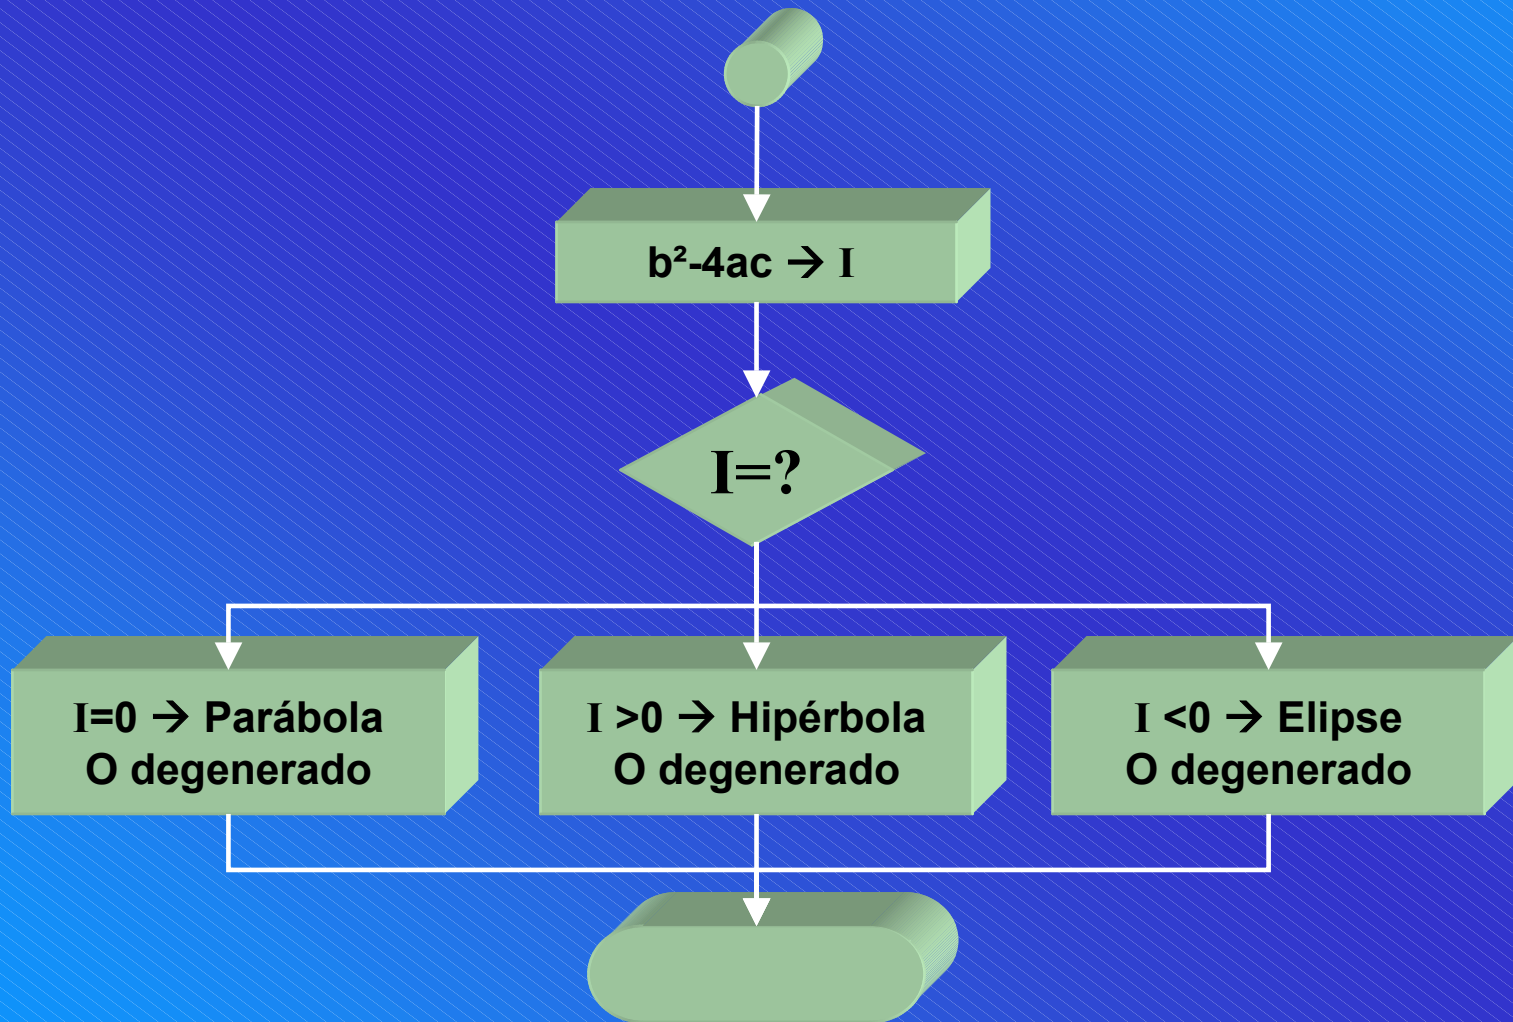 b²-4ac → I
I=?
I=0 → Parábola
O degenerado
I >0 → Hipérbola
O degenerado
I <0 → Elipse
O degenerado